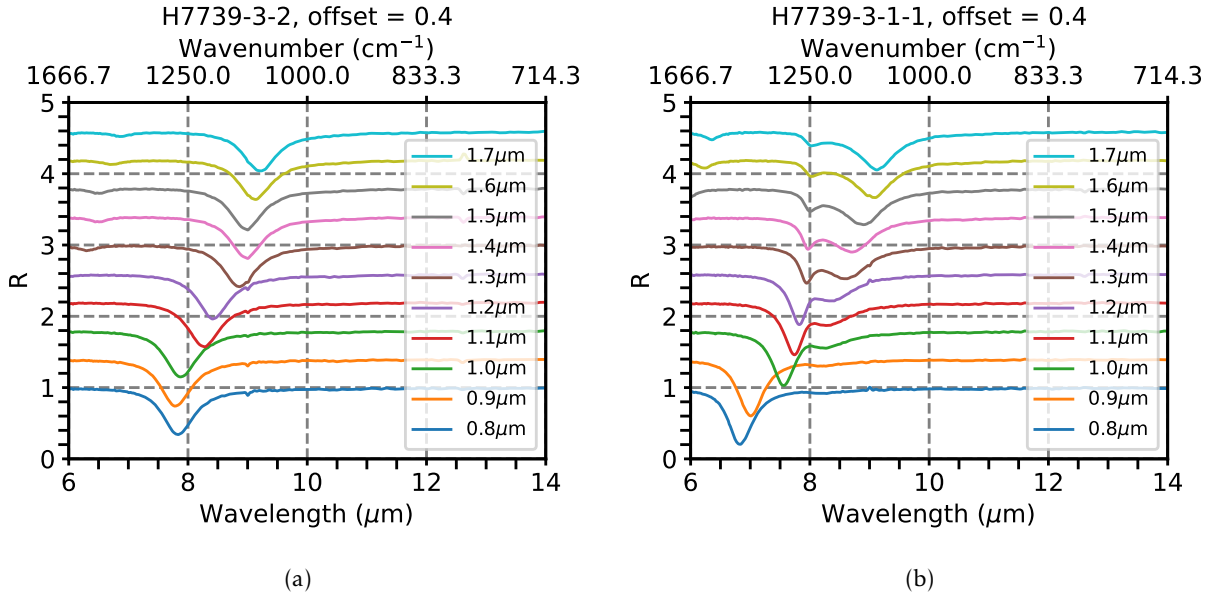 H7739-3-2, offset = 0.4
Wavenumber (cm⁻¹)
1666.7 1250.0 1000.0 833.3 714.3
5
4
3
2
1
0
R
1.7μm
1.6μm
1.5μm
1.4μm
1.3μm
1.2μm
1.1μm
1.0μm
0.9μm
0.8μm
6 8 10 12 14
Wavelength (μm)
(a)
H7739-3-1-1, offset = 0.4
Wavenumber (cm⁻¹)
1666.7 1250.0 1000.0 833.3 714.3
5
4
3
2
1
0
R
1.7μm
1.6μm
1.5μm
1.4μm
1.3μm
1.2μm
1.1μm
1.0μm
0.9μm
0.8μm
6 8 10 12 14
Wavelength (μm)
(b)